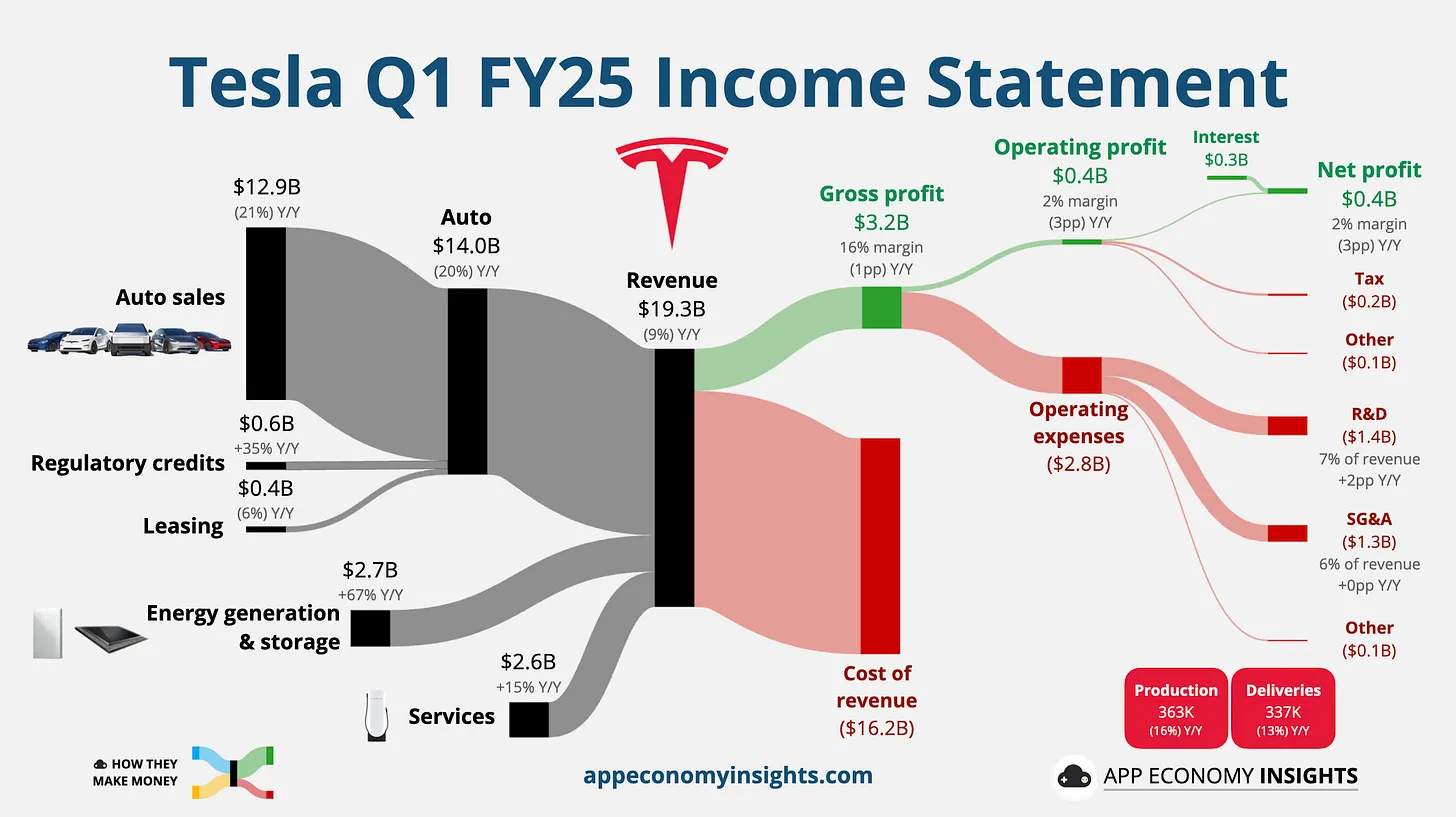 Tesla Q1 FY25 Income Statement
$12.9B
(21%) Y/Y
Auto sales
$0.6B
+35% Y/Y
Regulatory credits
$0.4B
(6%) Y/Y
Leasing
Auto
$14.0B
(20%) Y/Y
$2.7B
+67% Y/Y
Energy generation
& storage
$2.6B
+15% Y/Y
Services
Revenue
$19.3B
(9%) Y/Y
Gross profit
$3.2B
16% margin
(1pp) Y/Y
Cost of
revenue
($16.2B)
Operating profit
$0.4B
2% margin
(3pp) Y/Y
Operating
expenses
($2.8B)
Interest
$0.3B
Net profit
$0.4B
2% margin
(3pp) Y/Y
Tax
($0.2B)
Other
($0.1B)
R&D
($1.4B)
7% of revenue
+2pp Y/Y
SG&A
($1.3B)
6% of revenue
+0pp Y/Y
Other
($0.1B)
Production
363K
(16%) Y/Y
Deliveries
337K
(13%) Y/Y
HOW THEY
MAKE MONEY
appeconomyinsights.com
APP ECONOMY INSIGHTS